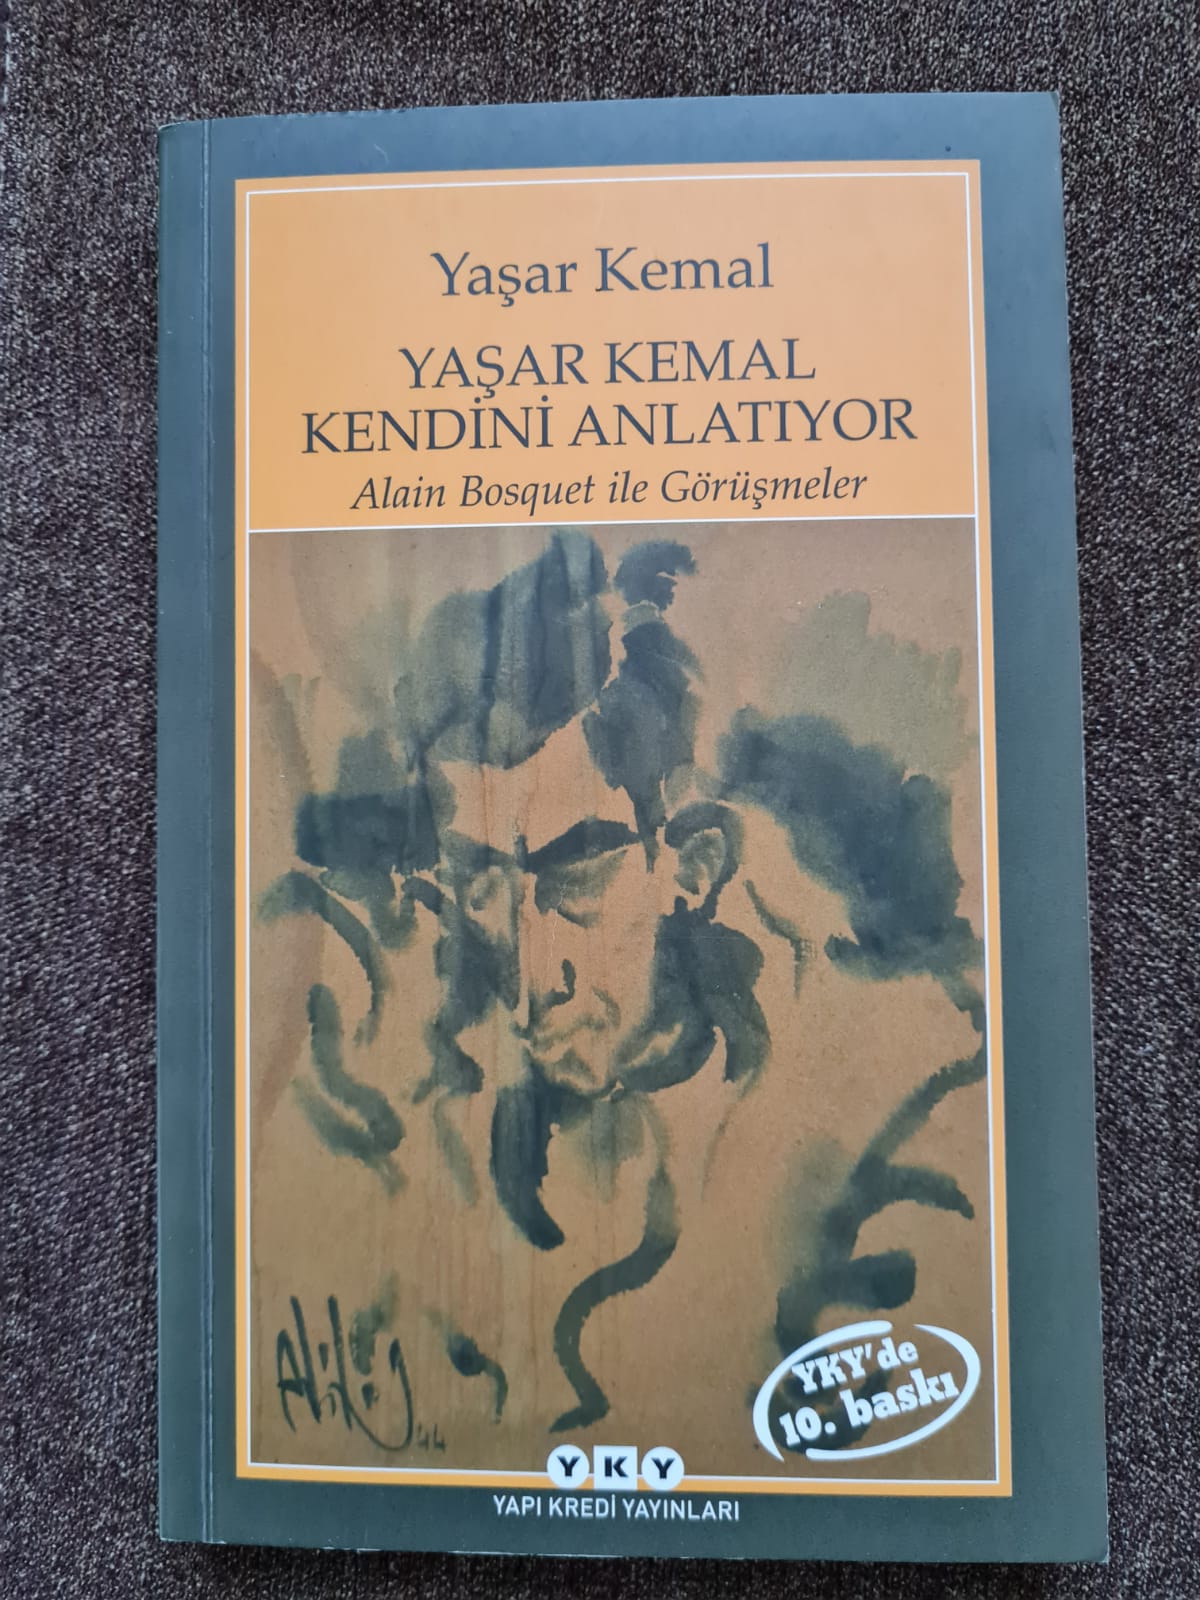 Yaşar Kemal
YAŞAR KEMAL
KENDİNİ ANLATIYOR
Alain Bosquet ile Görüşmeler
44
YKY'de
10. baskı
YKY
YAPI KREDİ YAYINLARI